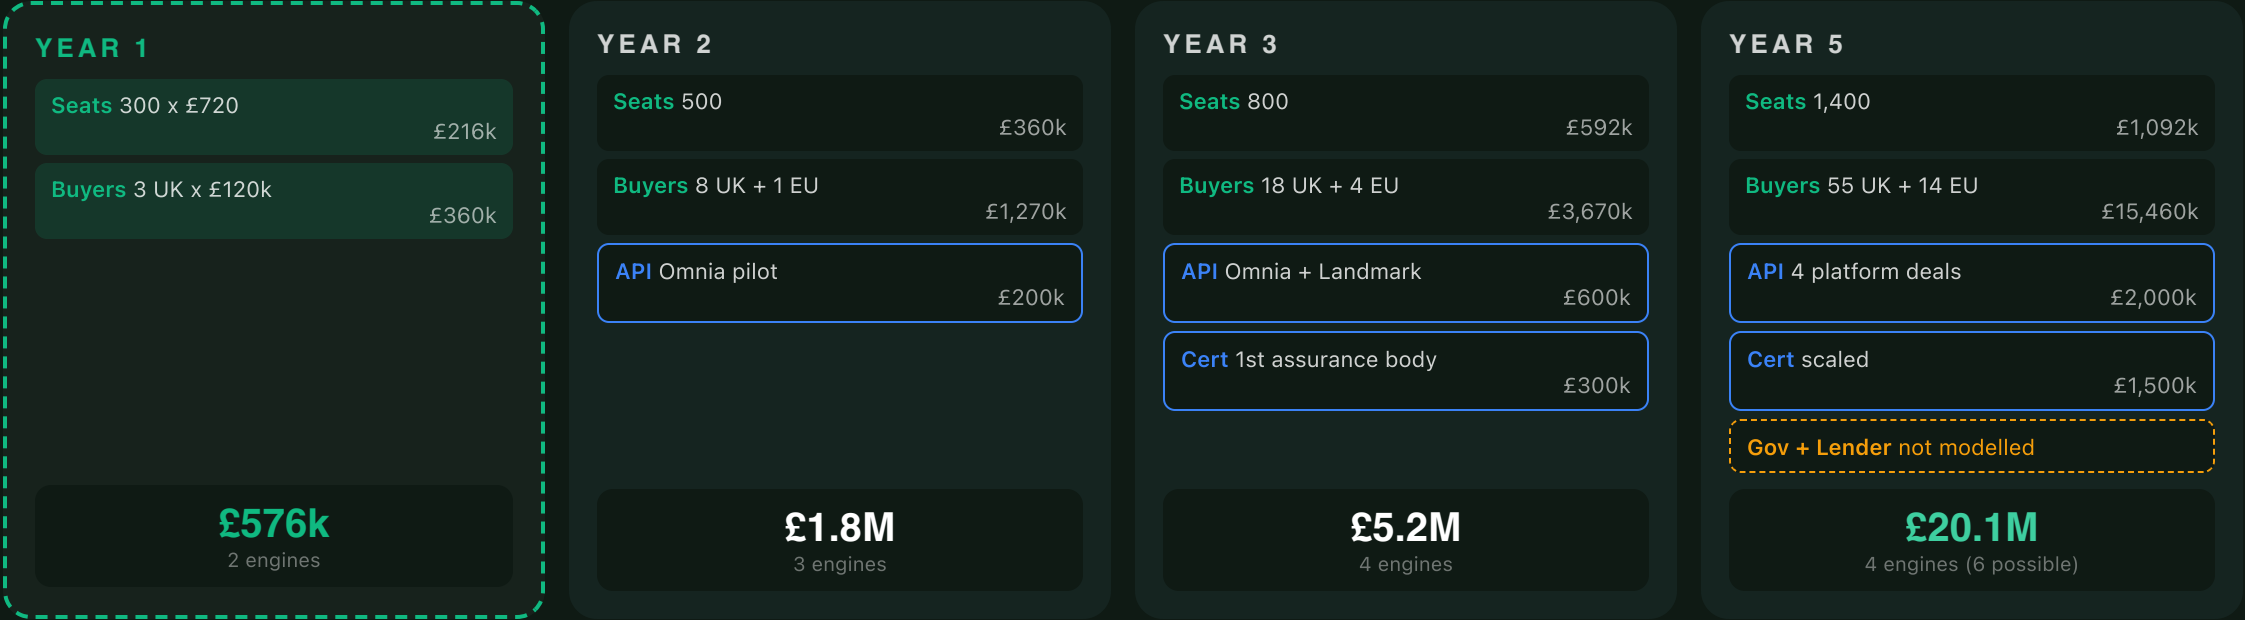 YEAR 1
Seats 300 x £720
£216k
Buyers 3 UK x £120k
£360k
£576k
2 engines
YEAR 2
Seats 500
£360k
Buyers 8 UK + 1 EU
£1,270k
API Omnia pilot
£200k
£1.8M
3 engines
YEAR 3
Seats 800
£592k
Buyers 18 UK + 4 EU
£3,670k
API Omnia + Landmark
£600k
Cert 1st assurance body
£300k
£5.2M
4 engines
YEAR 5
Seats 1,400
£1,092k
Buyers 55 UK + 14 EU
£15,460k
API 4 platform deals
£2,000k
Cert scaled
£1,500k
Gov + Lender not modelled
£20.1M
4 engines (6 possible)